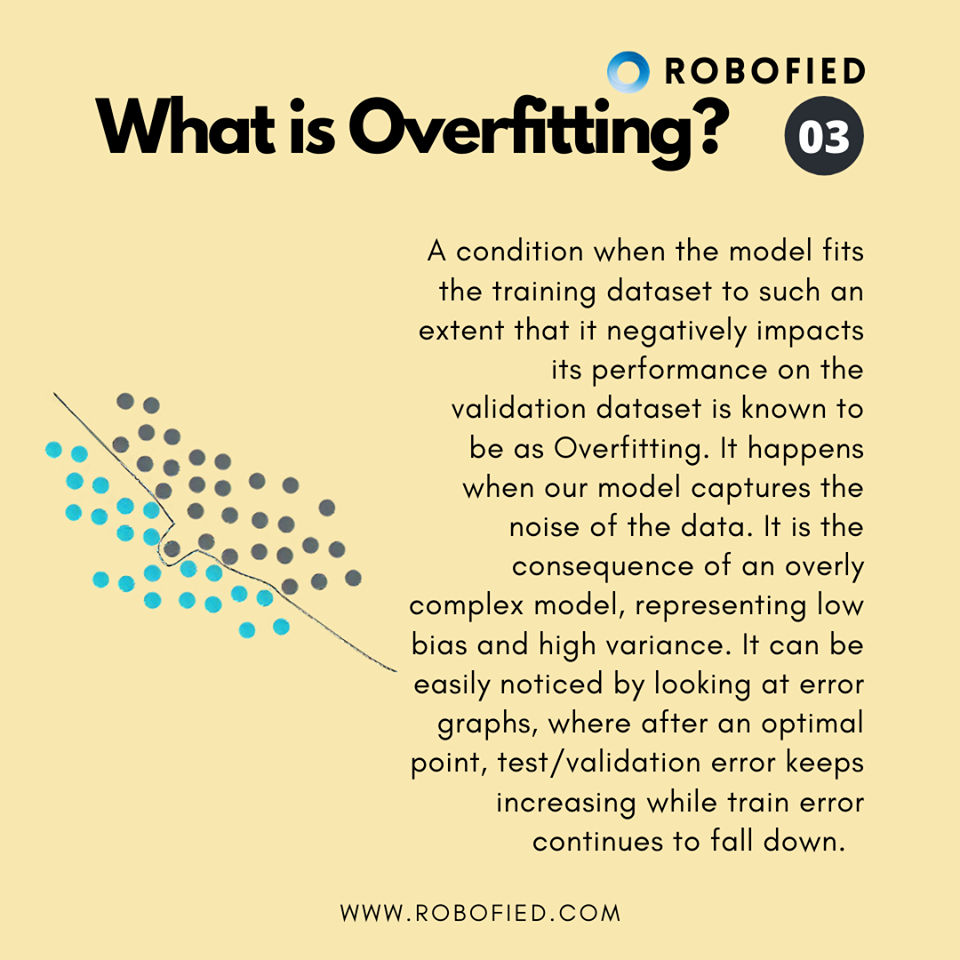 ROBOFIED
What is Overfitting?
03
A condition when the model fits
the training dataset to such an
extent that it negatively impacts
its performance on the
validation dataset is known to
be as Overfitting. It happens
when our model captures the
noise of the data. It is the
consequence of an overly
complex model, representing low
bias and high variance. It can be
easily noticed by looking at error
graphs, where after an optimal
point, test/validation error keeps
increasing while train error
continues to fall down.
WWW.ROBOFIED.COM